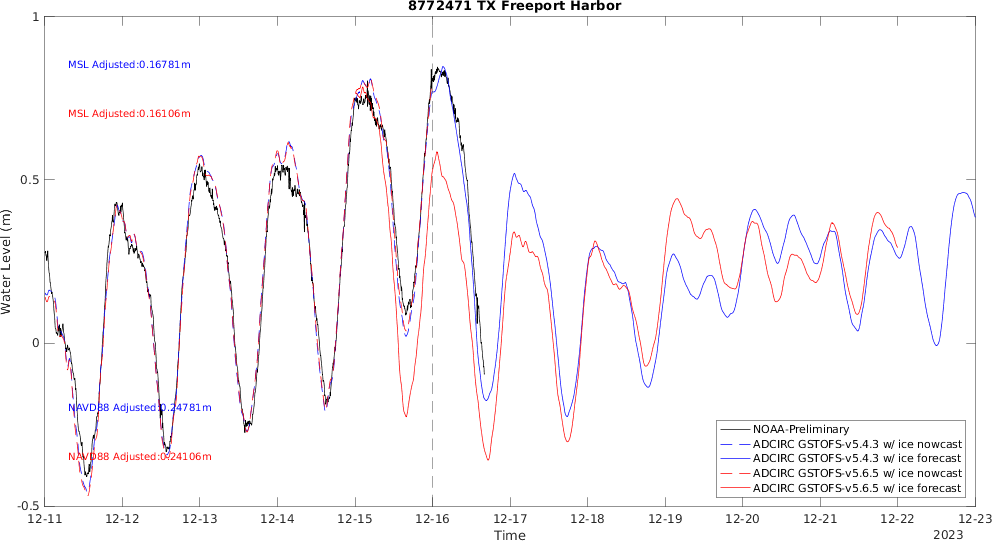 8772471 TX Freeport Harbor
1
0.5
0
-0.5
Water Level (m)
MSL Adjusted:0.16781m
MSL Adjusted:0.16106m
NAVD88 Adjusted:0.24781m
NAVD88 Adjusted:0.24106m
NOAA-Preliminary
ADCIRC GSTOFS-v5.4.3 w/ ice nowcast
ADCIRC GSTOFS-v5.4.3 w/ ice forecast
ADCIRC GSTOFS-v5.6.5 w/ ice nowcast
ADCIRC GSTOFS-v5.6.5 w/ ice forecast
12-11 12-12 12-13 12-14 12-15 12-16 12-17 12-18 12-19 12-20 12-21 12-22 12-23
Time
2023